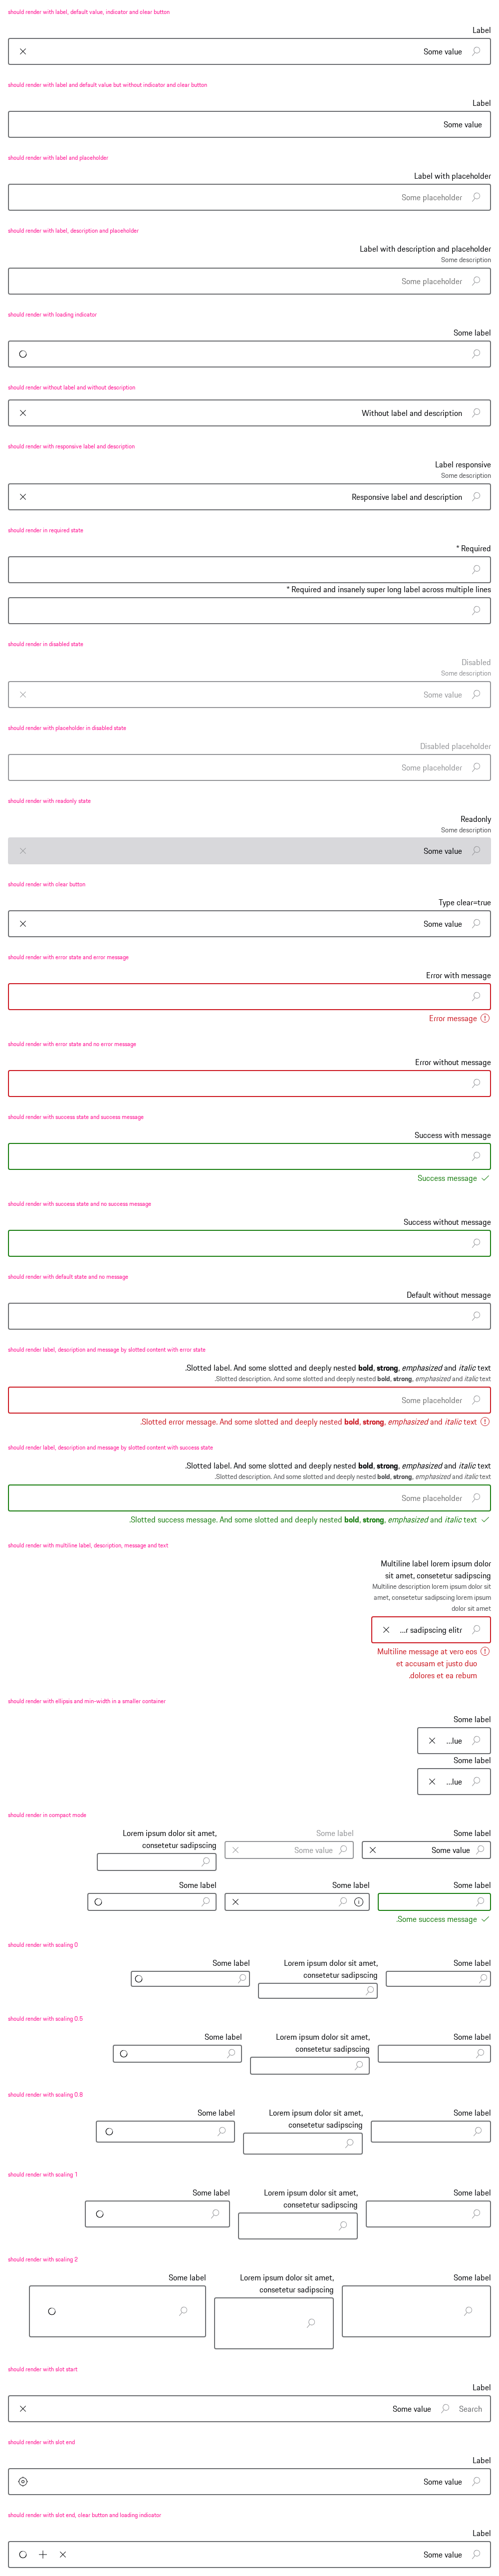 should render with label, default value, indicator and clear button
Label
Some value
should render with label and default value but without indicator and clear button
Label
Some value
should render with label and placeholder
Label with placeholder
Some placeholder
should render with label, description and placeholder
Label with description and placeholder
Some description
Some placeholder
should render with loading indicator
Some label
should render without label and without description
Without label and description
should render with responsive label and description
Label responsive
Some description
Responsive label and description
should render in required state
* Required
* Required and insanely super long label across multiple lines
should render in disabled state
Disabled
Some description
Some value
should render with placeholder in disabled state
Disabled placeholder
Some placeholder
should render with readonly state
Readonly
Some description
Some value
should render with clear button
Type clear=true
Some value
should render with error state and error message
Error with message
Error message
should render with error state and no error message
Error without message
should render with success state and success message
Success with message
Success message
should render with success state and no success message
Success without message
should render with default state and no message
Default without message
should render label, description and message by slotted content with error state
.Slotted label. And some slotted and deeply nested bold, strong, emphasized and italic text
.Slotted description. And some slotted and deeply nested bold, strong, emphasized and italic text
Some placeholder
.Slotted error message. And some slotted and deeply nested bold, strong, emphasized and italic text
should render label, description and message by slotted content with success state
.Slotted label. And some slotted and deeply nested bold, strong, emphasized and italic text
.Slotted description. And some slotted and deeply nested bold, strong, emphasized and italic text
Some placeholder
.Slotted success message. And some slotted and deeply nested bold, strong, emphasized and italic text
should render with multiline label, description, message and text
Multiline label lorem ipsum dolor
sit amet, consetetur sadipscing
Multiline description lorem ipsum dolor sit
amet, consetetur sadipscing lorem ipsum
dolor sit amet
...r sadipscing elitr
Multiline message at vero eos
et accusam et justo duo
.dolores et ea rebum
should render with ellipsis and min-width in a smaller container
Some label
...lue
Some label
...lue
should render in compact mode
Lorem ipsum dolor sit amet,
consetetur sadipscing
Some label
Some value
Some label
Some value
Some label
Some label
Some label
.Some success message
should render with scaling 0
Some label
Lorem ipsum dolor sit amet,
consetetur sadipscing
Some label
should render with scaling 0.5
Some label
Lorem ipsum dolor sit amet,
consetetur sadipscing
Some label
should render with scaling 0.8
Some label
Lorem ipsum dolor sit amet,
consetetur sadipscing
Some label
should render with scaling 1
Some label
Lorem ipsum dolor sit amet,
consetetur sadipscing
Some label
should render with scaling 2
Some label
Lorem ipsum dolor sit amet,
consetetur sadipscing
Some label
should render with slot start
Label
Some value Search
should render with slot end
Label
Some value
should render with slot end, clear button and loading indicator
Label
Some value